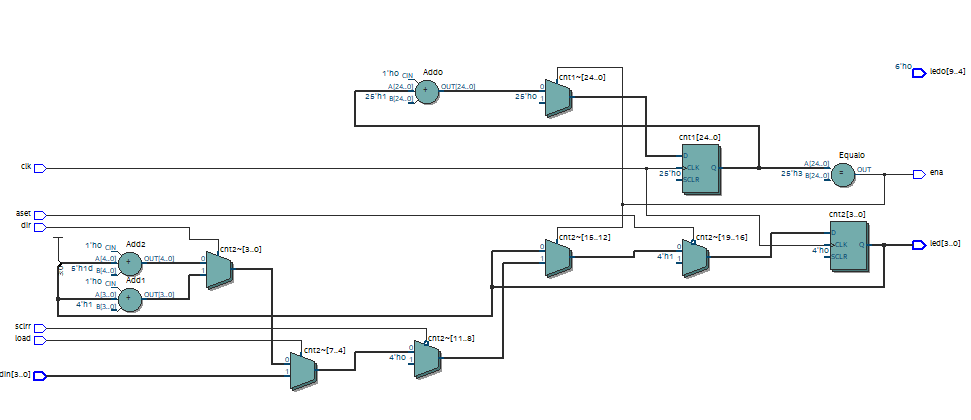 6'h0
led0[9..4]
Add0
1'h0 CIN
A[24..0]
OUT[24..0]
25'h1 B[24..0]
cnt1~[24..0]
0
25'h0 1
cnt1[24..0]
D
CLK Q
25'h0 SCLR
clk
Equal0
A[24..0]
OUT
25'h3 B[24..0]
ena
aset
dir
cnt2[3..0]
D
CLK Q
4'h0 SCLR
led[3..0]
Add2
1'h0 CIN
A[4..0]
OUT[4..0]
5'h1d B[4..0]
3:0
Add1
1'h0 CIN
A[3..0]
OUT[3..0]
4'h1 B[3..0]
cnt2~[3..0]
0
1
cnt2~[15..12]
0
1
cnt2~[19..16]
0
4'h1 1
sclrr
load
din[3..0]
cnt2~[7..4]
0
1
cnt2~[11..8]
0
4'h0 1